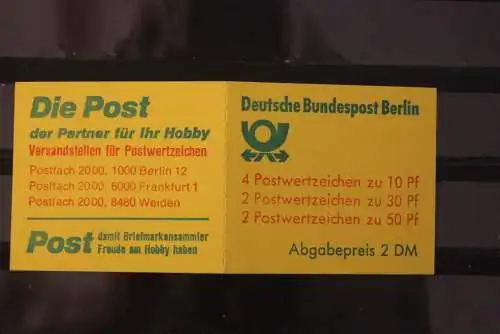 Die Post
der Partner für Ihr Hobby
Versandstellen für Postwertzeichen
Postfach 2000, 1000 Berlin 12
Postfach 2000, 6000 Frankfurt 1
Postfach 2000, 8480 Weiden
Post damit Briefmarkensammler
Freude am Hobby haben
Deutsche Bundespost Berlin
4 Postwertzeichen zu 10 Pf
2 Postwertzeichen zu 30 Pf
2 Postwertzeichen zu 50 Pf
Abgabepreis 2 DM